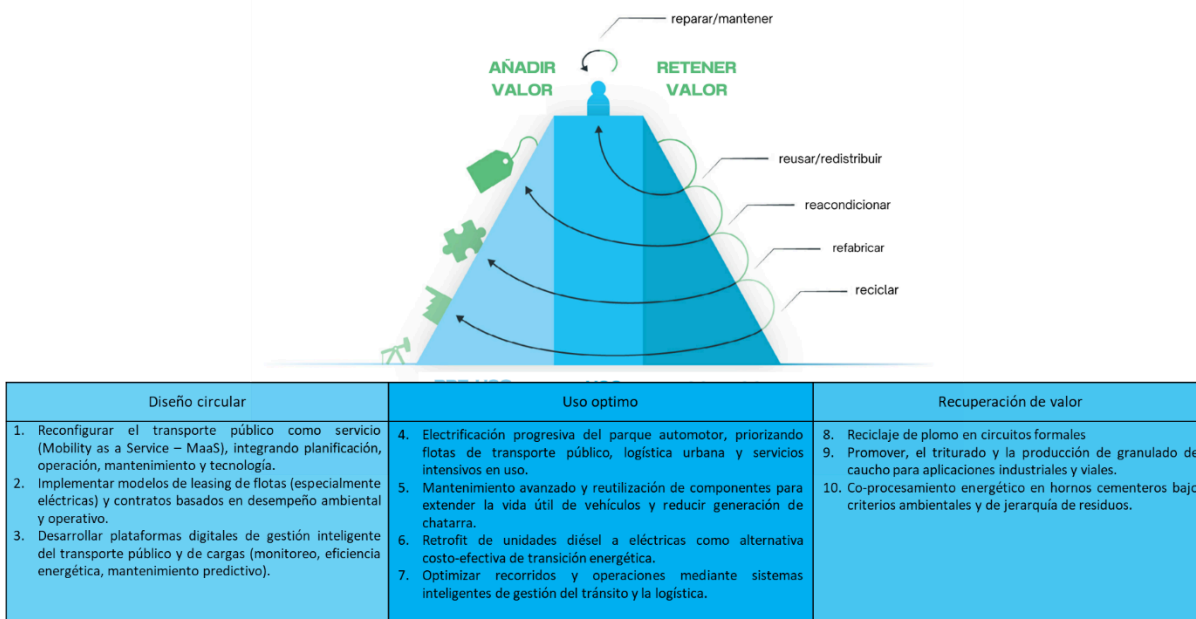 reparar/mantener
AÑADIR
VALOR
RETENER
VALOR
reusar/redistribuir
reacondicionar
refabricar
reciclar
Diseño circular
1. Reconfigurar el transporte público como servicio
(Mobility as a Service – MaaS), integrando planificación,
operación, mantenimiento y tecnología.
2. Implementar modelos de leasing de flotas (especialmente
eléctricas) y contratos basados en desempeño ambiental
y operativo.
3. Desarrollar plataformas digitales de gestión inteligente
del transporte público y de cargas (monitoreo, eficiencia
energética, mantenimiento predictivo).
Uso optimo
4. Electrificación progresiva del parque automotor, priorizando
flotas de transporte público, logística urbana y servicios
intensivos en uso.
5. Mantenimiento avanzado y reutilización de componentes para
extender la vida útil de vehículos y reducir generación de
chatarra.
6. Retrofit de unidades diésel a eléctricas como alternativa
costo-efectiva de transición energética.
7. Optimizar recorridos y operaciones mediante sistemas
inteligentes de gestión del tránsito y la logística.
Recuperación de valor
8. Reciclaje de plomo en circuitos formales
9. Promover, el triturado y la producción de granulado de
caucho para aplicaciones industriales y viales.
10. Co-procesamiento energético en hornos cementeros bajo
criterios ambientales y de jerarquía de residuos.